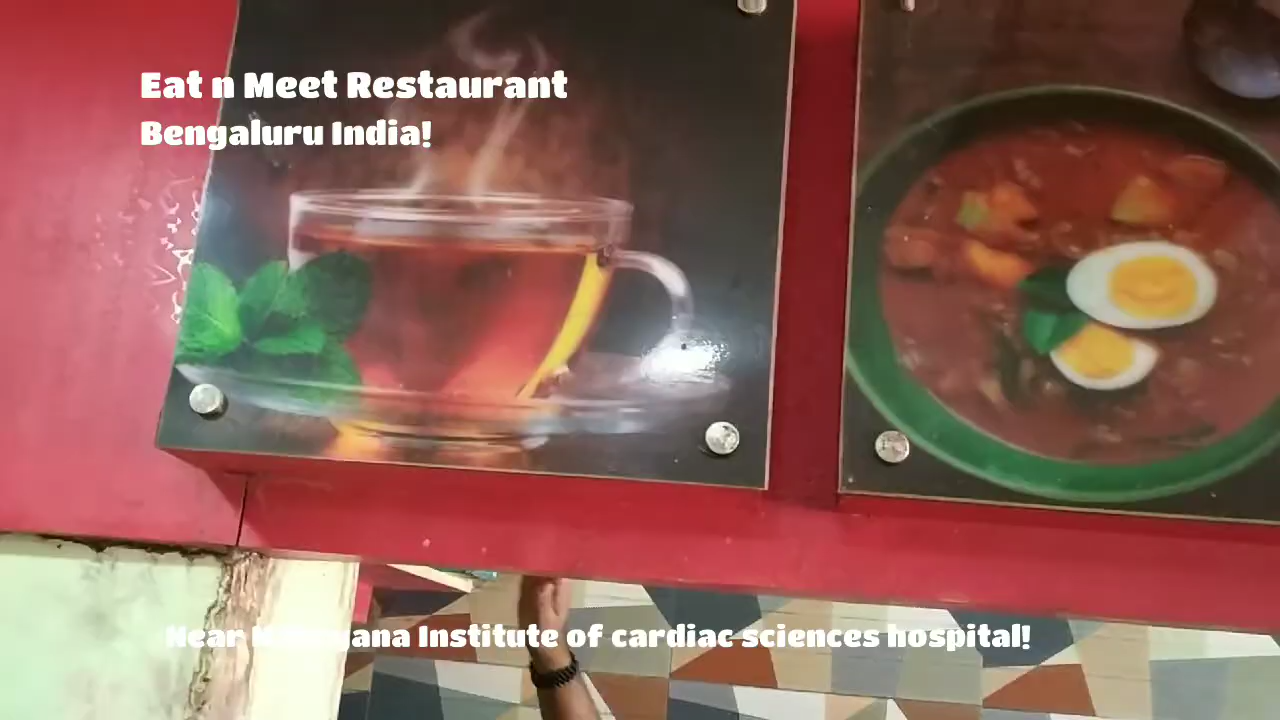 Eat n Meet Restaurant
Bengaluru India!
Near Narayana Institute of cardiac sciences hospital!